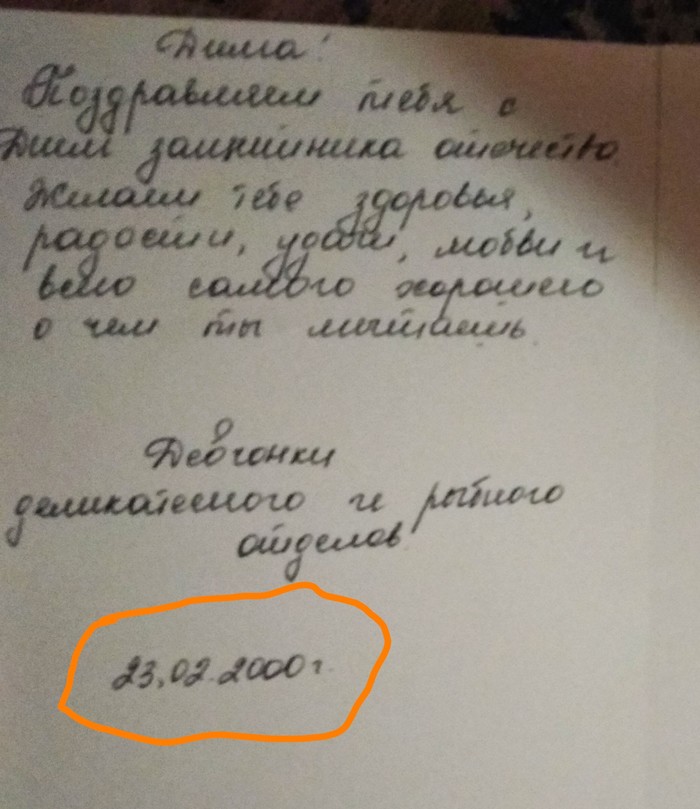 Дима!
Поздравляем тебя с
Днём защитника отечества.
Желаем тебе здоровья,
радости, удачи, любви и
всего самого хорошего
о чем ты мечтаешь.
Девчонки
деликатесного и рыбного
отделов.
23.02.2000г.